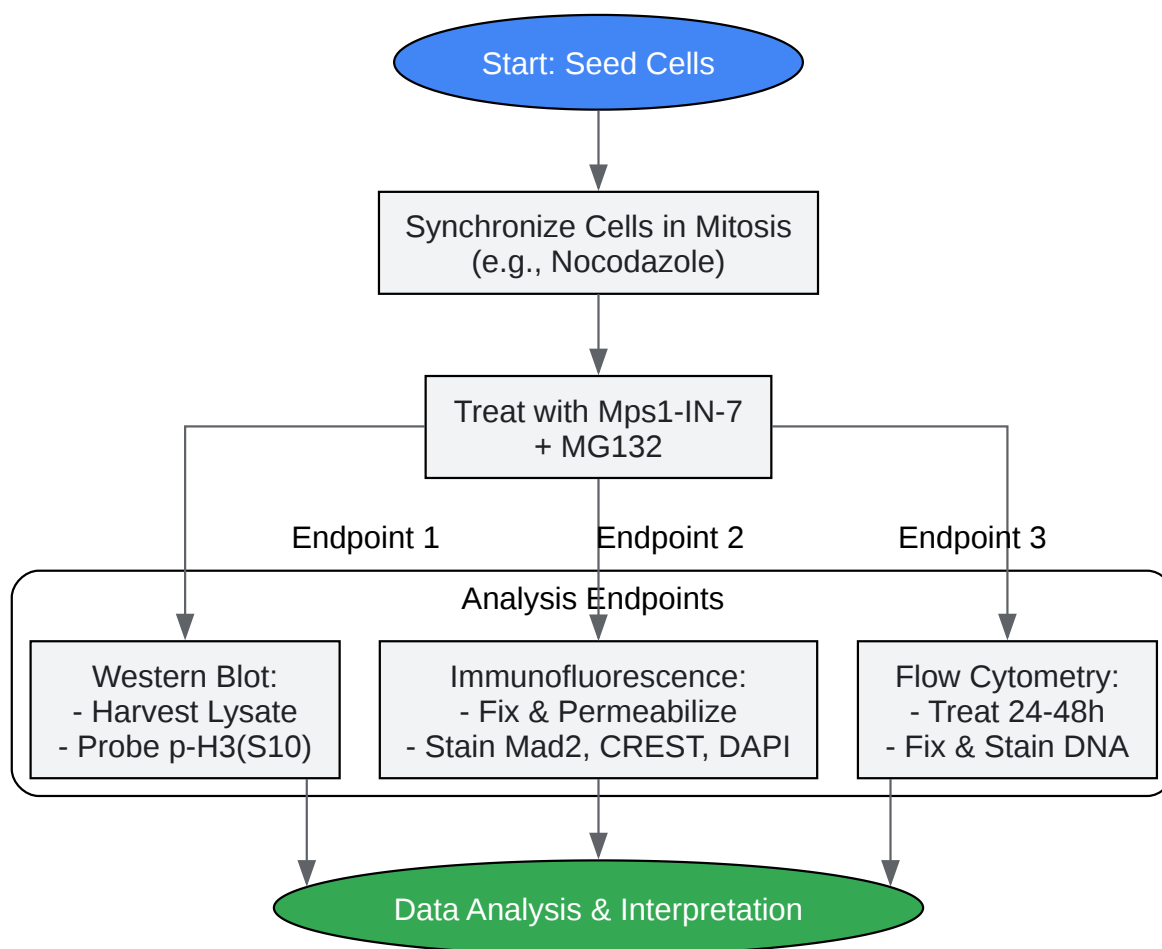 Start: Seed Cells
Synchronize Cells in Mitosis
(e.g., Nocodazole)
Treat with Mps1-IN-7
+ MG132
Endpoint 1
Endpoint 2
Endpoint 3
Analysis Endpoints
Western Blot:
- Harvest Lysate
- Probe p-H3(S10)
Immunofluorescence:
- Fix & Permeabilize
- Stain Mad2, CREST, DAPI
Flow Cytometry:
- Treat 24-48h
- Fix & Stain DNA
Data Analysis & Interpretation